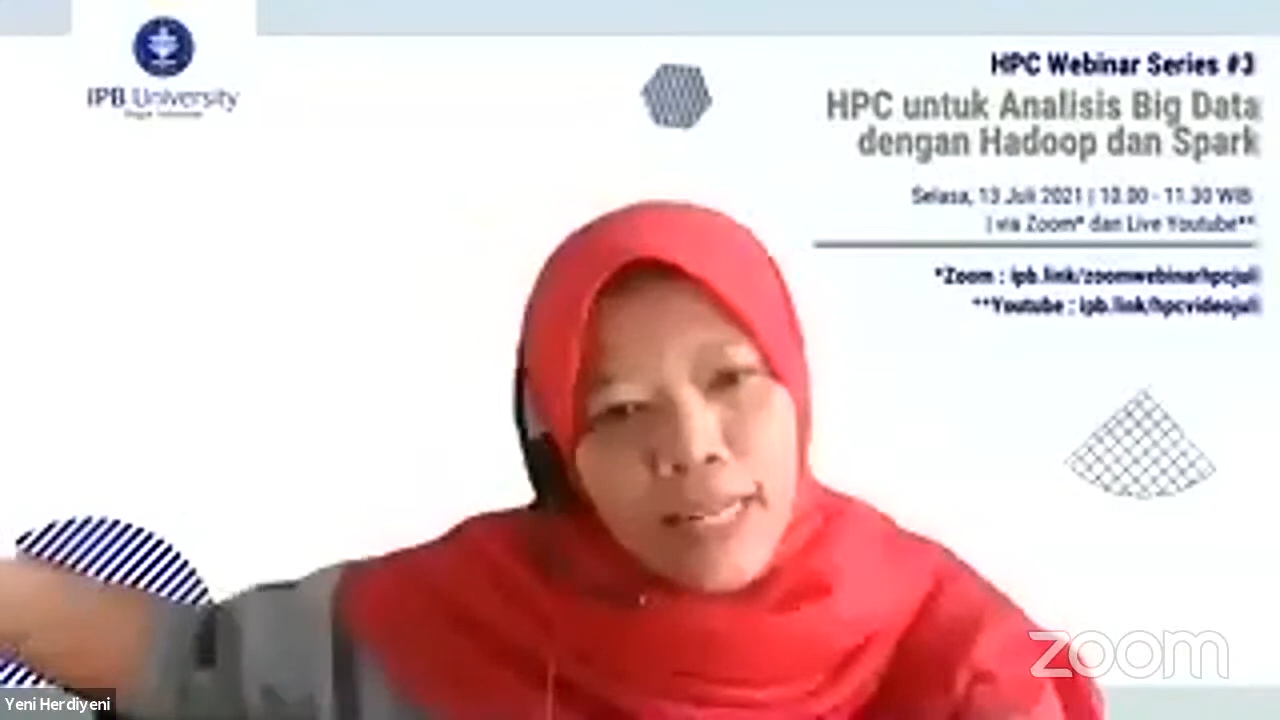 IPB University
Bogor Indonesia
HPC Webinar Series #3
HPC untuk Analisis Big Data
dengan Hadoop dan Spark
Selasa, 13 Juli 2021 | 10.00 - 11.30 WIB
| via Zoom* dan Live Youtube**
*Zoom : ipb.link/zoomwebinarhpcjuli
**Youtube : ipb.link/hpcvideojuli
zoom
Yeni Herdiyeni